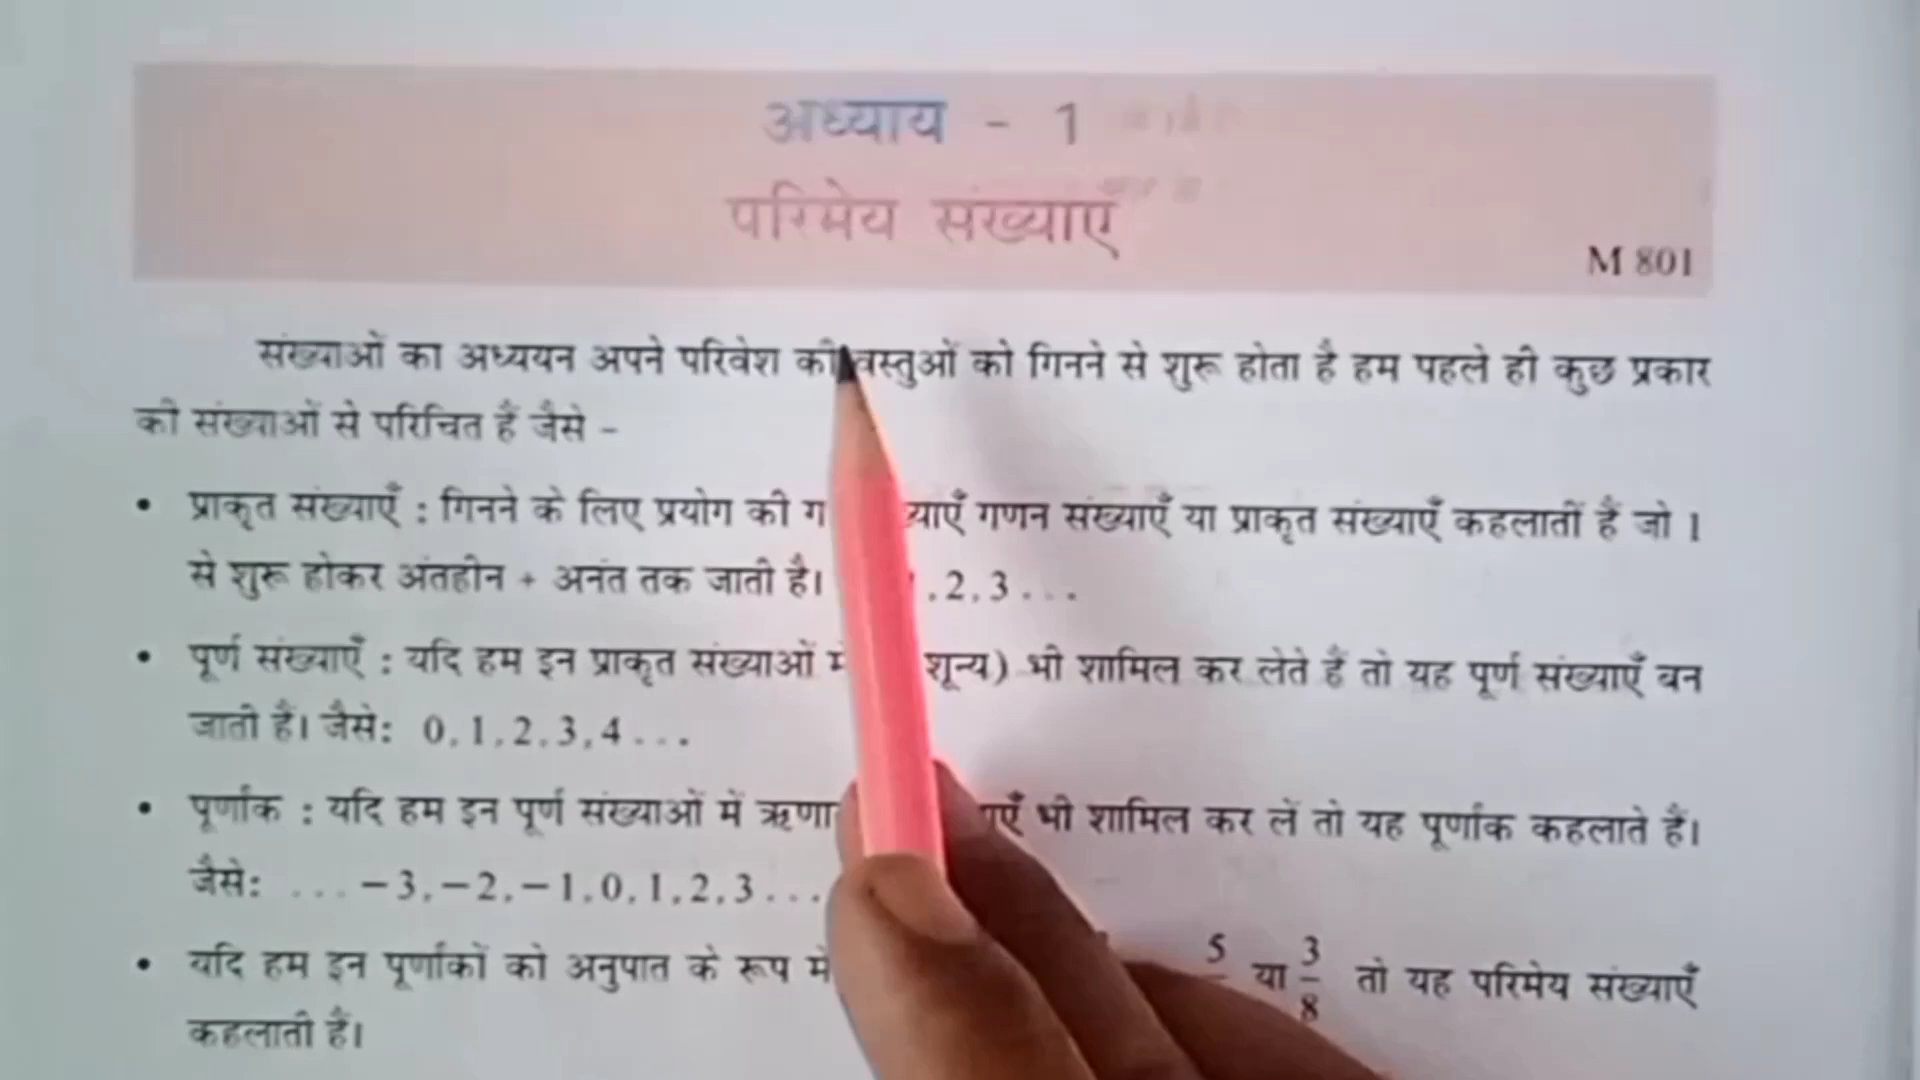 अध्याय - 1
परिमेय संख्याएँ
M 801
संख्याओं का अध्ययन अपने परिवेश की वस्तुओं को गिनने से शुरू होता है हम पहले ही कुछ प्रकार
की संख्याओं से परिचित हैं जैसे -
• प्राकृत संख्याएँ : गिनने के लिए प्रयोग की गणन संख्याएँ या प्राकृत संख्याएँ कहलातीं हैं जो 1
से शुरू होकर अंतहीन + अनंत तक जाती है। , 2, 3 . . .
• पूर्ण संख्याएँ : यदि हम इन प्राकृत संख्याओं शून्य) भी शामिल कर लेते हैं तो यह पूर्ण संख्याएँ बन
जाती हैं। जैसे: 0, 1, 2, 3, 4 . . .
• पूर्णांक : यदि हम इन पूर्ण संख्याओं में भी शामिल कर लें तो यह पूर्णांक कहलाते हैं।
जैसे: . . . −3, −2, −1, 0, 1, 2, 3 . . .
• यदि हम इन पूर्णांकों को अनुपात के रूप 5 या 3/8 तो यह परिमेय संख्याएँ
कहलाती हैं।